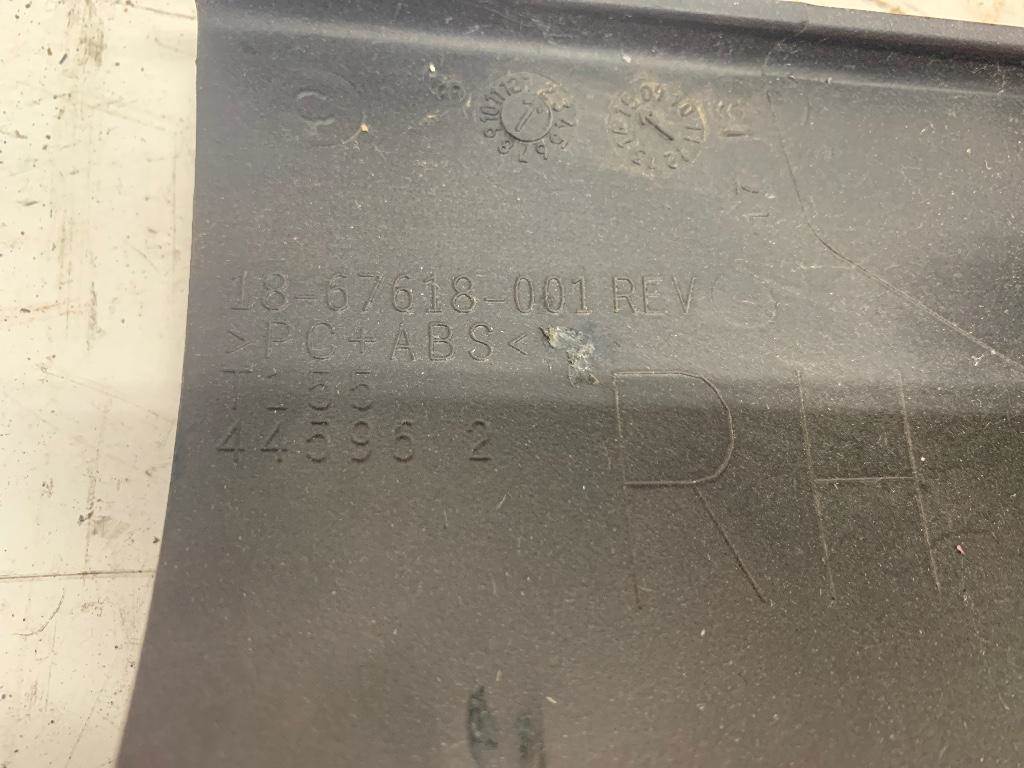 18-67618-001 REV
>PC+ABS<
T155
44596 2
RH